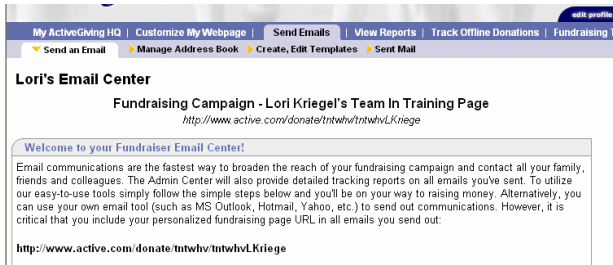 edit profile
My ActiveGiving HQ | Customize My Webpage | Send Emails | View Reports | Track Offline Donations | Fundraising
Send an Email Manage Address Book Create, Edit Templates Sent Mail
Lori's Email Center
Fundraising Campaign - Lori Kriegel's Team In Training Page
http://www.active.com/donate/tntwhv/tntwhvLKriege
Welcome to your Fundraiser Email Center!
Email communications are the fastest way to broaden the reach of your fundraising campaign and contact all your family,
friends and colleagues. The Admin Center will also provide detailed tracking reports on all emails you've sent. To utilize
our easy-to-use tools simply follow the simple steps below and you'll be on your way to raising money. Alternatively, you
can use your own email tool (such as MS Outlook, Hotmail, Yahoo, etc.) to send out communications. However, it is
critical that you include your personalized fundraising page URL in all emails you send out:
http://www.active.com/donate/tntwhv/tntwhvLKriege